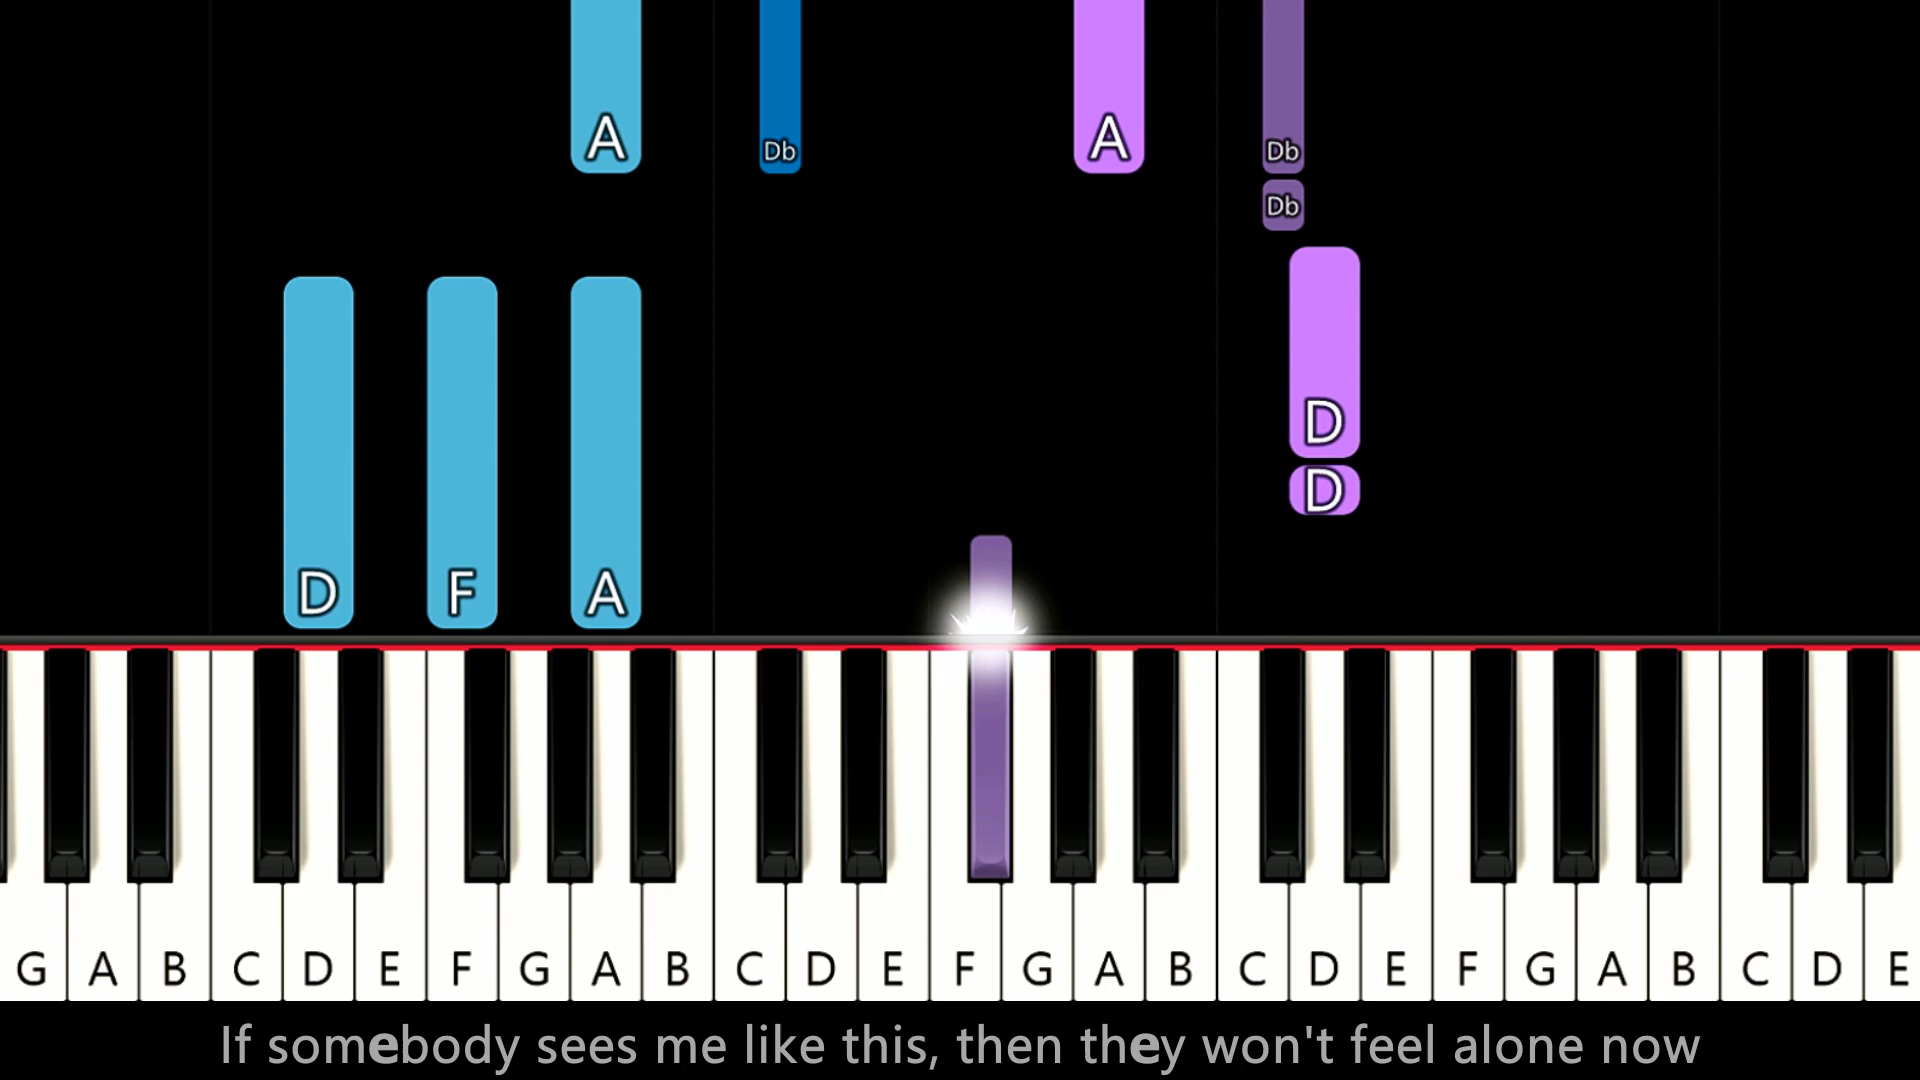 A Db A Db
Db
D
D
D F A
G A B C D E F G A B C D E F G A B C D E F G A B C D E
If somebody sees me like this, then they won't feel alone now